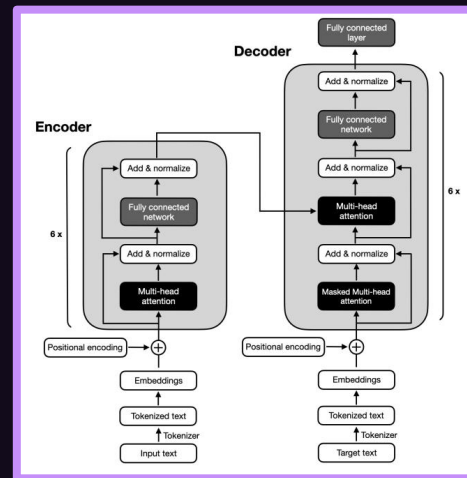 Encoder
6 x
Add & normalize
Fully connected
network
Add & normalize
Multi-head
attention
Positional encoding
+
Embeddings
Tokenized text
Tokenizer
Input text
Fully connected
layer
Decoder
Add & normalize
Fully connected
network
Add & normalize
6 x
Multi-head
attention
Add & normalize
Masked Multi-head
attention
Positional encoding
+
Embeddings
Tokenized text
Tokenizer
Target text